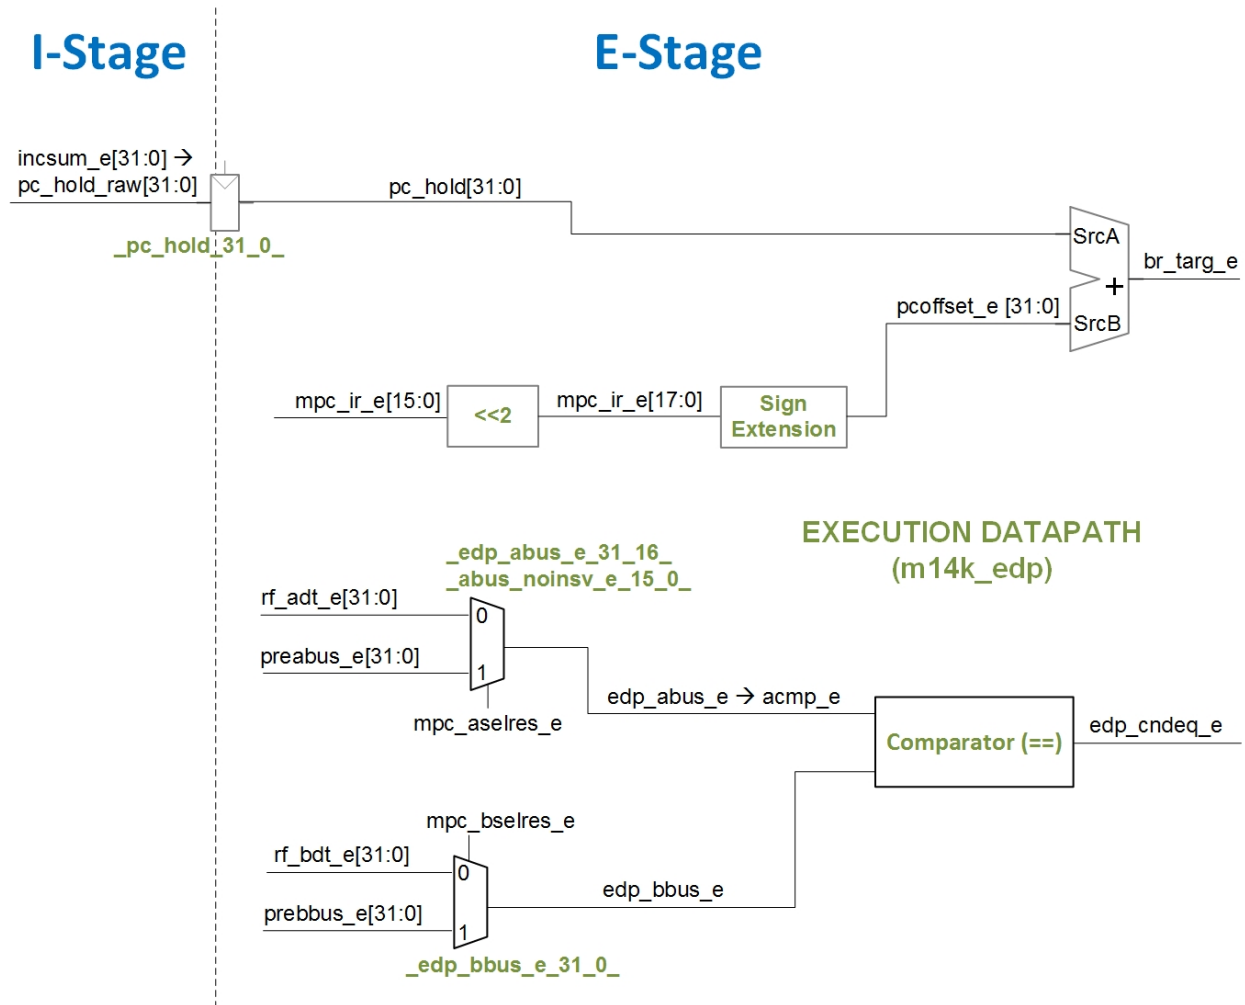 I-Stage
E-Stage
incsum_e[31:0] →
pc_hold_raw[31:0]
pc_hold[31:0]
_pc_hold_31_0_
SrcA
br_targ_e
+
pcoffset_e [31:0]
SrcB
mpc_ir_e[15:0]
<<2
mpc_ir_e[17:0]
Sign
Extension
EXECUTION DATAPATH
(m14k_edp)
_edp_abus_e_31_16_
_abus_noinsv_e_15_0_
rf_adt_e[31:0]
0
preabus_e[31:0]
1
mpc_aselres_e
edp_abus_e → acmp_e
Comparator (==)
edp_cndeq_e
mpc_bselres_e
rf_bdt_e[31:0]
0
edp_bbus_e
prebbus_e[31:0]
1
_edp_bbus_e_31_0_